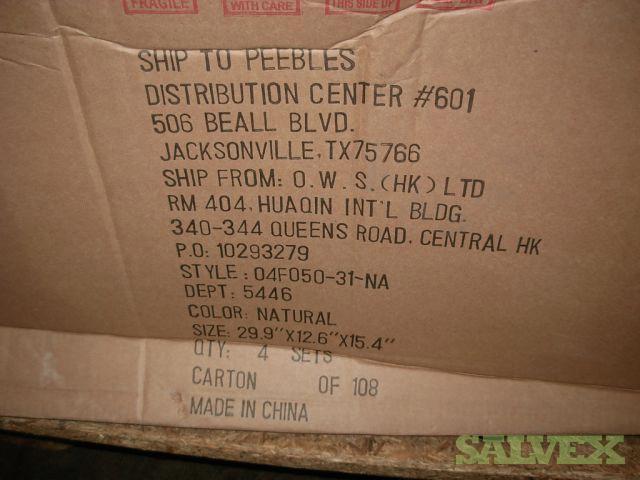 FRAGILE
WITH CARE
THIS SIDE UP
SHIP TO PEEBLES
DISTRIBUTION CENTER #601
506 BEALL BLVD.
JACKSONVILLE,TX75766
SHIP FROM: O.W.S.(HK)LTD
RM 404,HUAQIN INT'L BLDG.
340-344 QUEENS ROAD, CENTRAL HK
P.O: 10293279
STYLE: 04F050-31-NA
DEPT: 5446
COLOR: NATURAL
SIZE: 29.9"X12.6"X15.4"
QTY: 4 SETS
CARTON OF 108
MADE IN CHINA
SALVEX